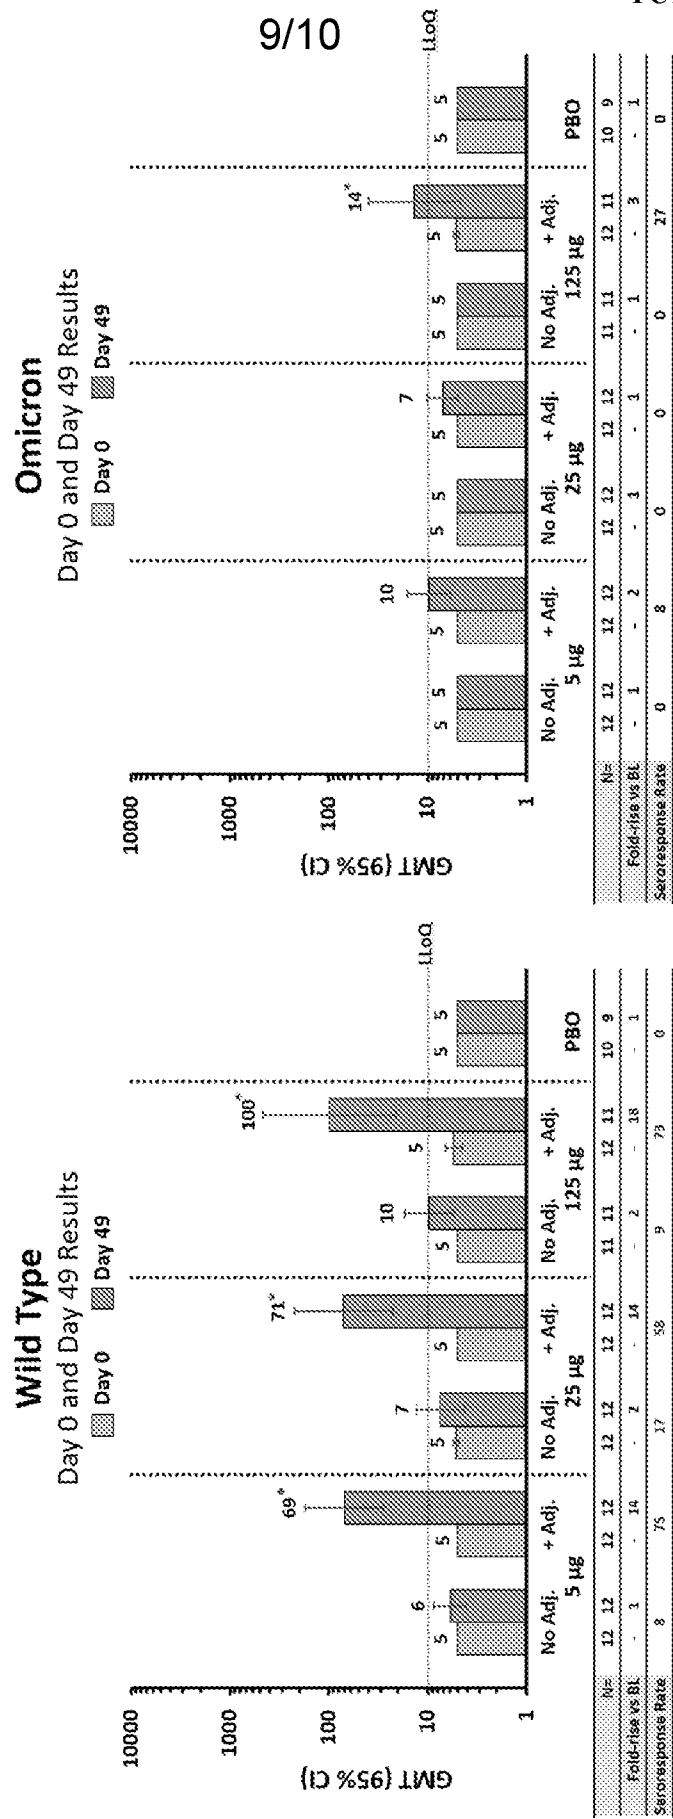 9/10
Wild Type
Day 0 and Day 49 Results
Day 0 Day 49
GMT (95% CI)
10000
1000
100
10
1
LLoQ
5 6 5 69* 5 7 5 71* 5 10 5 100* 5 5
No Adj. + Adj. No Adj. + Adj. No Adj. + Adj. PBO
5 µg 25 µg 125 µg
N= 12 12 12 12 12 12 12 12 11 11 12 11 10 9
Fold-rise vs BL - 1 - 14 - 2 - 14 - 2 - 18 - 1
Seroresponse Rate 8 75 17 58 9 73 0
Omicron
Day 0 and Day 49 Results
Day 0 Day 49
GMT (95% CI)
10000
1000
100
10
1
LLoQ
5 5 5 10 5 5 5 7 5 5 5 14* 5 5
No Adj. + Adj. No Adj. + Adj. No Adj. + Adj. PBO
5 µg 25 µg 125 µg
N= 12 12 12 12 12 12 12 12 11 11 12 11 10 9
Fold-rise vs BL - 1 - 2 - 1 - 1 - 1 - 3 - 1
Seroresponse Rate 0 8 0 0 0 27 0